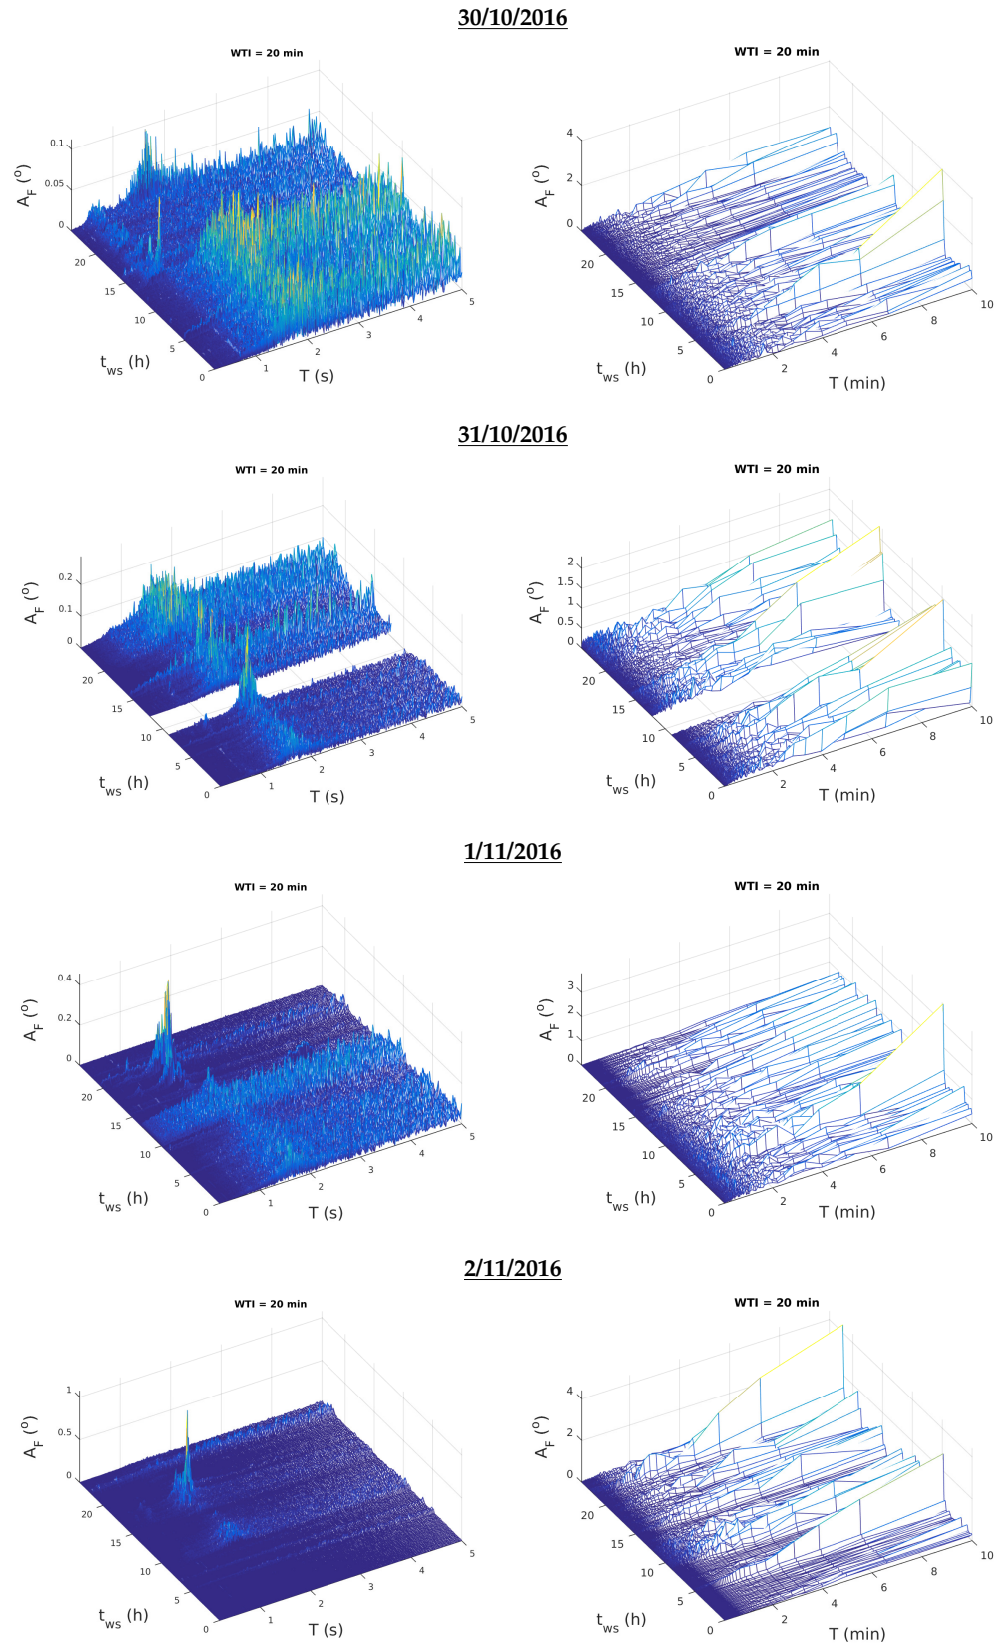 30/10/2016
WTI = 20 min WTI = 20 min
0.1 0.05 0 A_F (º) 20 15 10 5 0 t_ws (h) 1 2 3 4 5 T (s)
4 2 0 A_F (º) 20 15 10 5 0 t_ws (h) 2 4 6 8 10 T (min)
31/10/2016
WTI = 20 min WTI = 20 min
0.2 0.1 0 A_F (º) 20 15 10 5 0 t_ws (h) 1 2 3 4 5 T (s)
2 1.5 1 0.5 0 A_F (º) 20 15 10 5 0 t_ws (h) 2 4 6 8 10 T (min)
1/11/2016
WTI = 20 min WTI = 20 min
0.4 0.2 0 A_F (º) 20 15 10 5 0 t_ws (h) 1 2 3 4 5 T (s)
3 2 1 0 A_F (º) 20 15 10 5 0 t_ws (h) 2 4 6 8 10 T (min)
2/11/2016
WTI = 20 min WTI = 20 min
1 0.5 0 A_F (º) 20 15 10 5 0 t_ws (h) 1 2 3 4 5 T (s)
4 2 0 A_F (º) 20 15 10 5 0 t_ws (h) 2 4 6 8 10 T (min)